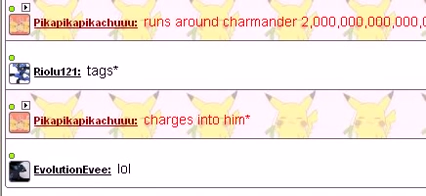 Pikapikapikachuuu: runs around charmander 2,000,000,000,000,0
Riolu121: tags*
Pikapikapikachuuu: charges into him*
EvolutionEvee: lol